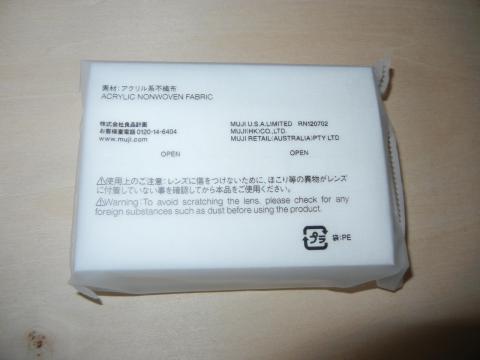 素材：アクリル系不織布
ACRYLIC NONWOVEN FABRIC
株式会社良品計画
お客様室電話 0120-14-6404
www.muji.com
MUJI U.S.A.LIMITED RN120702
MUJI(HK)CO.,LTD.
MUJI RETAIL(AUSTRALIA)PTY LTD
OPEN
OPEN
⚠使用上のご注意：レンズに傷をつけないために、ほこり等の異物がレンズ
に付着していない事を確認してから本品をご使用ください。
⚠Warning:To avoid scratching the lens, please check for any
foreign substances such as dust before using the product.
プラ 袋:PE